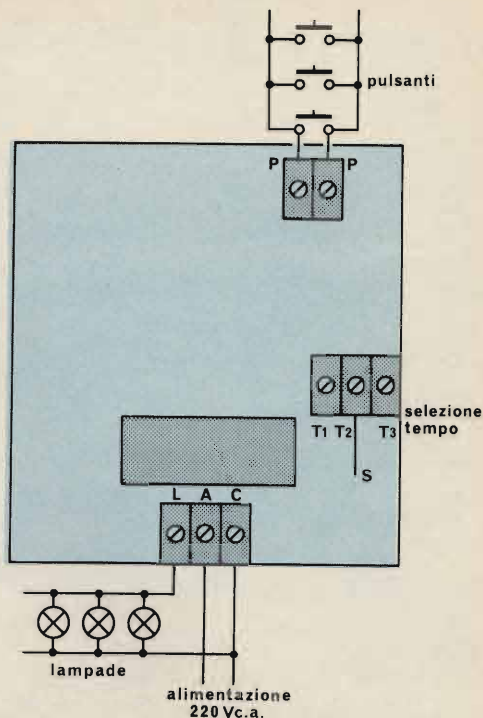 pulsanti
P P
selezione
T1 T2 T3 tempo
S
L A C
lampade
alimentazione
220 Vc.a.